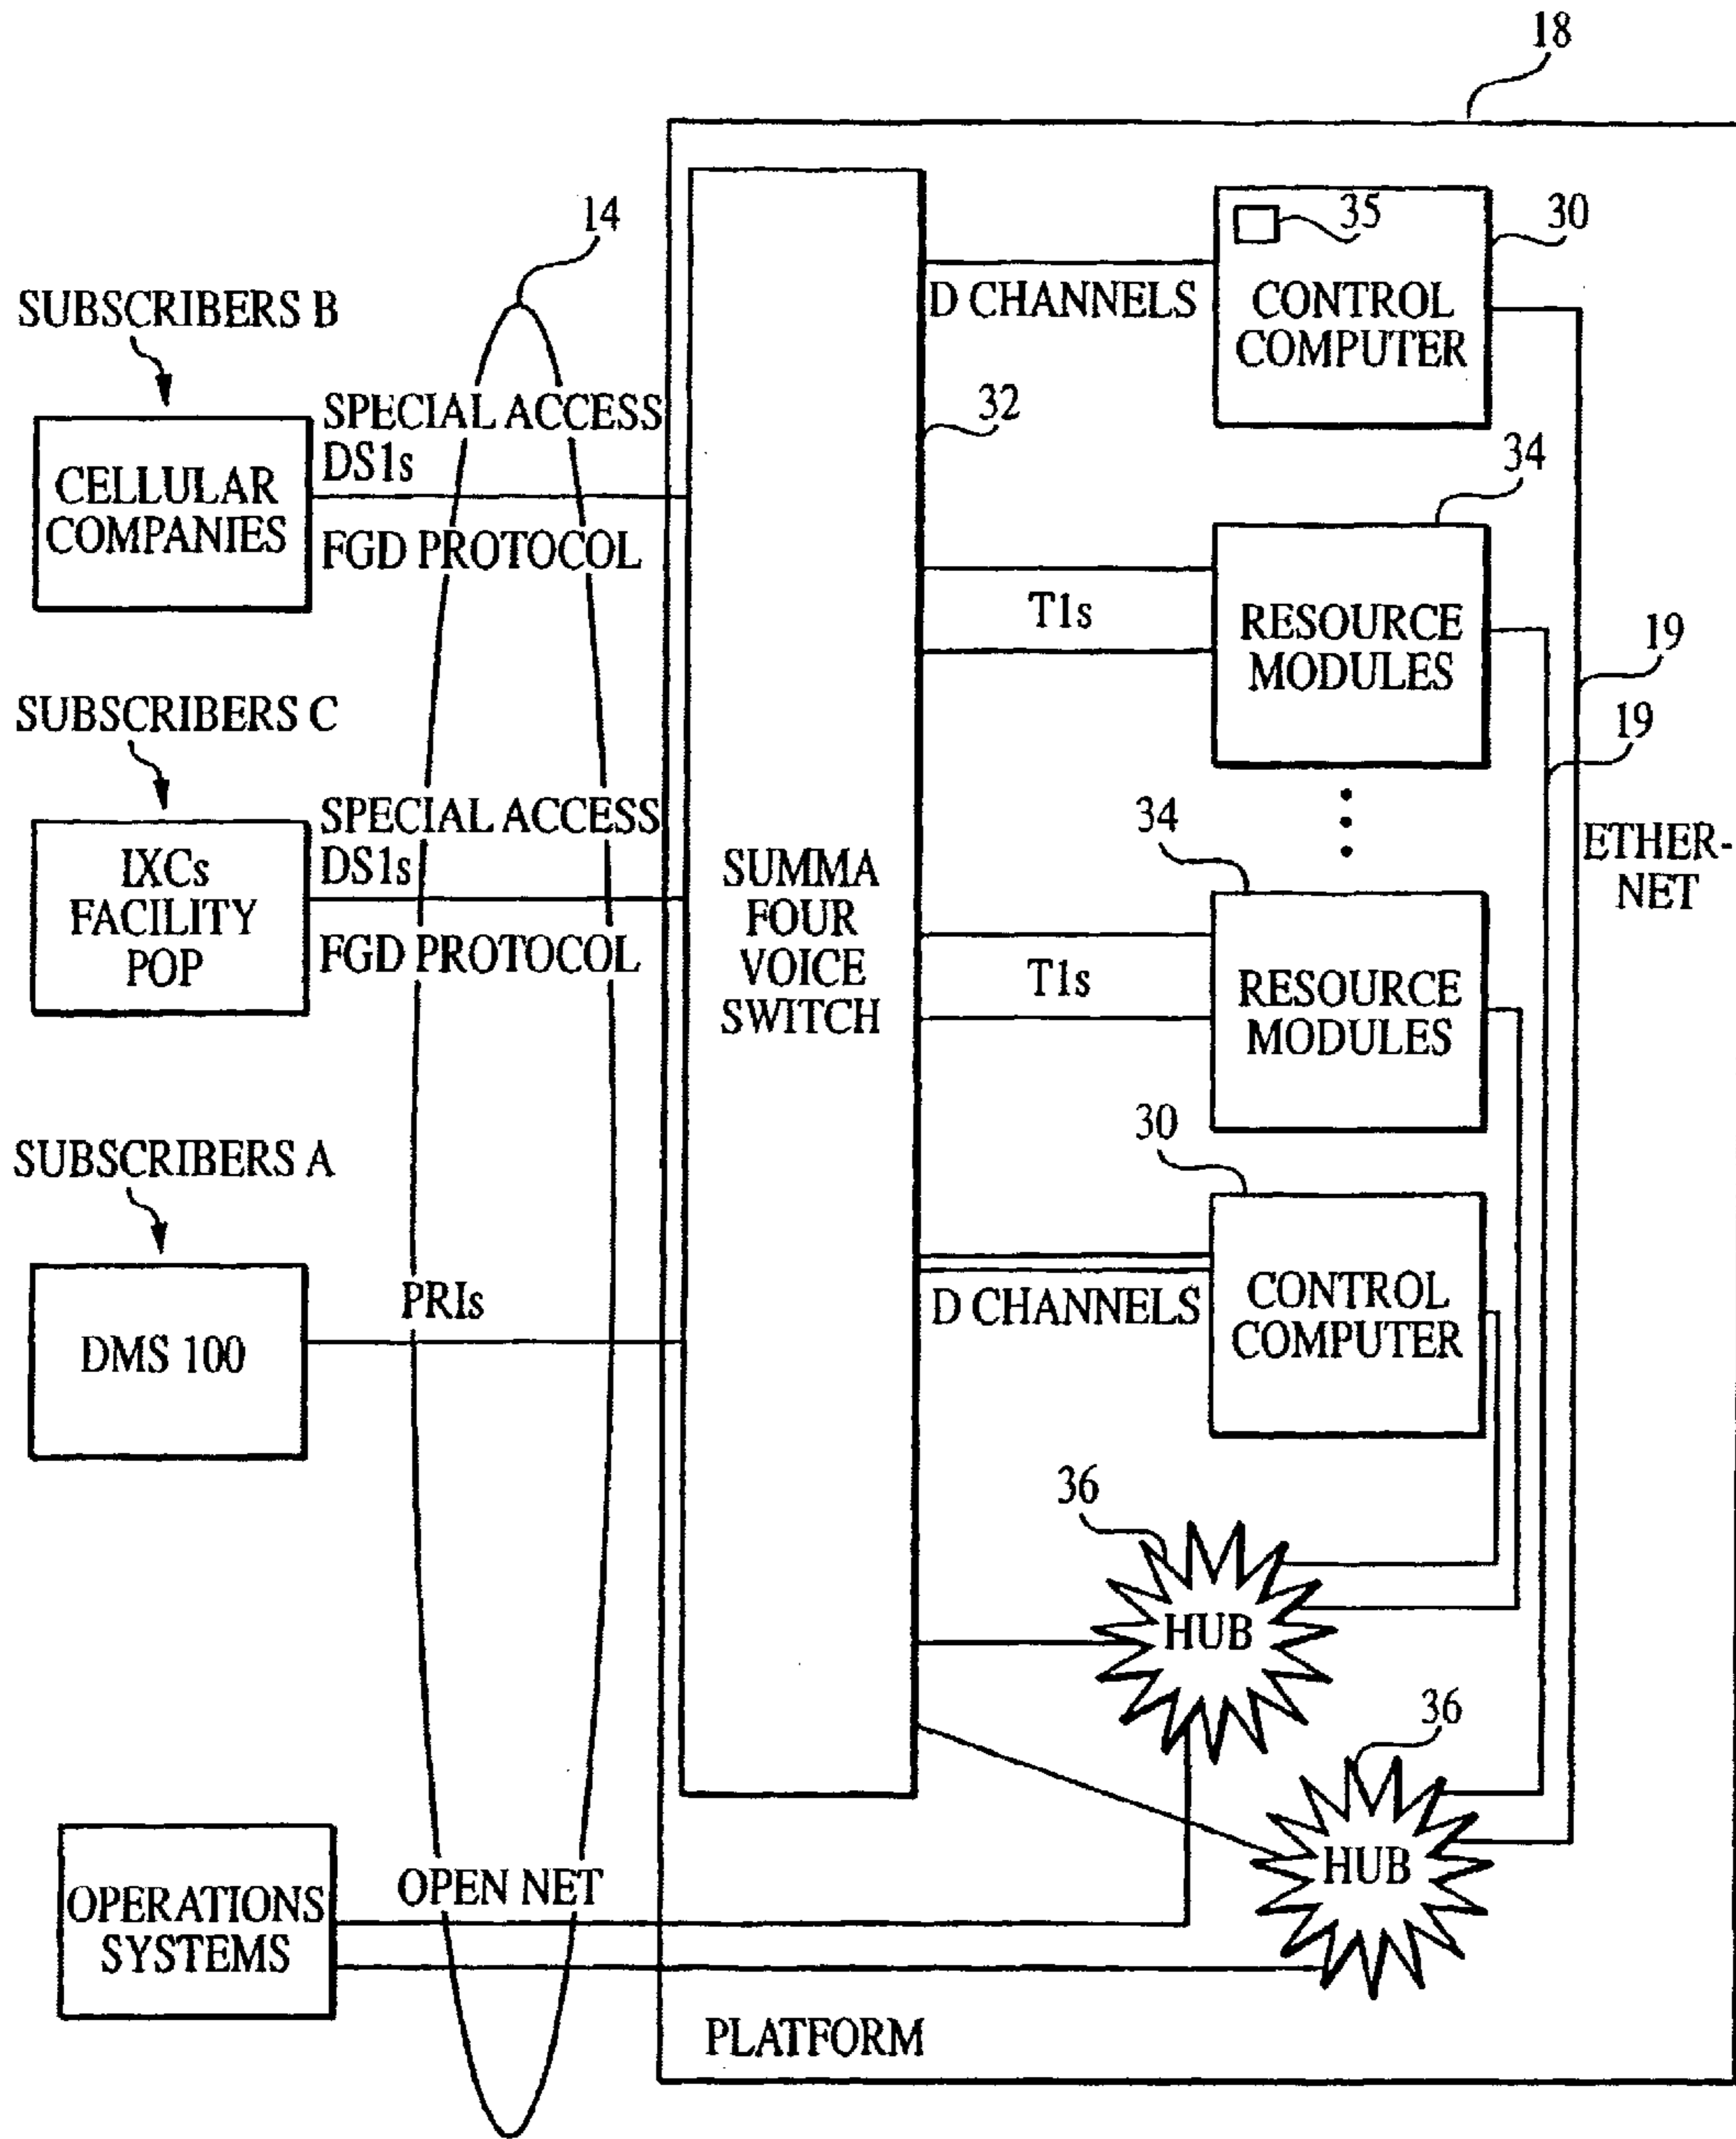 18
14
35
30
SUBSCRIBERS B
D CHANNELS
CONTROL
COMPUTER
SPECIAL ACCESS
DS1s
32
CELLULAR
COMPANIES
FGD PROTOCOL
34
T1s
RESOURCE
MODULES
19
19
SUBSCRIBERS C
SPECIAL ACCESS
DS1s
34
ETHER-
NET
IXCs
FACILITY
POP
FGD PROTOCOL
SUMMA
FOUR
VOICE
SWITCH
T1s
RESOURCE
MODULES
30
SUBSCRIBERS A
PRIs
D CHANNELS
CONTROL
COMPUTER
DMS 100
36
HUB
36
HUB
OPEN NET
OPERATIONS
SYSTEMS
PLATFORM